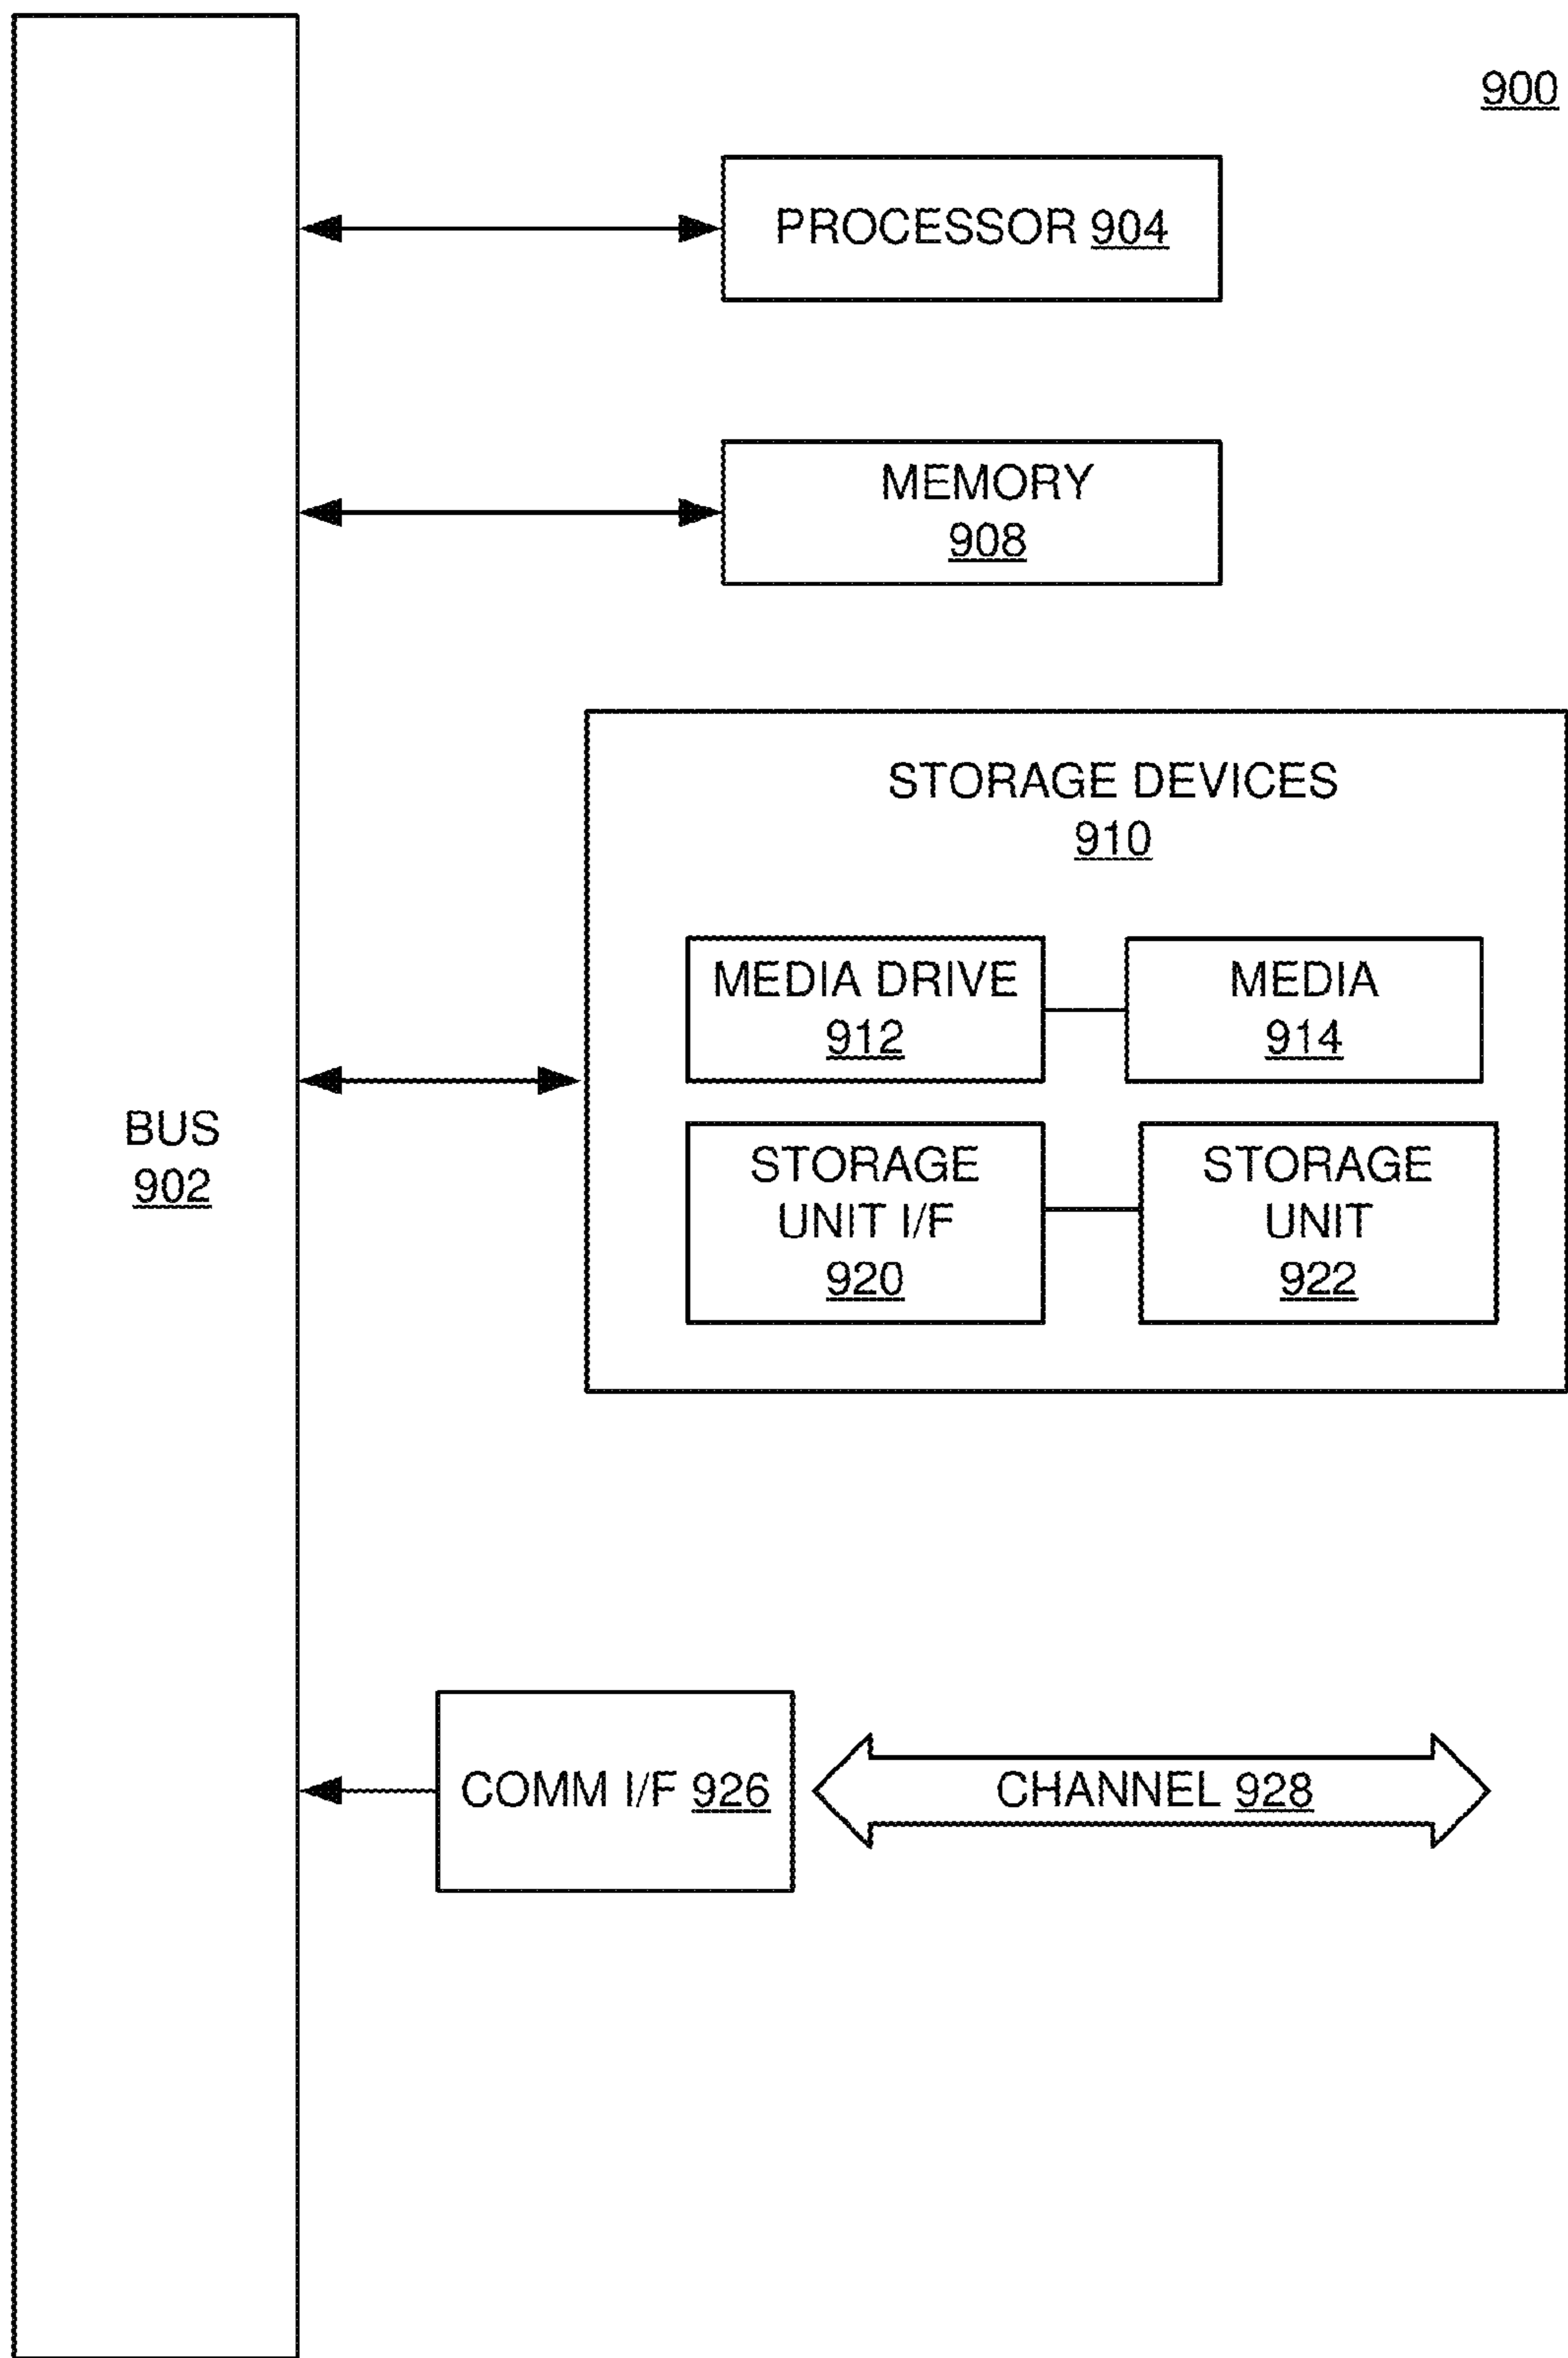 900
PROCESSOR 904
MEMORY
908
STORAGE DEVICES
910
MEDIA DRIVE
912
MEDIA
914
BUS
902
STORAGE
UNIT I/F
920
STORAGE
UNIT
922
COMM I/F 926
CHANNEL 928